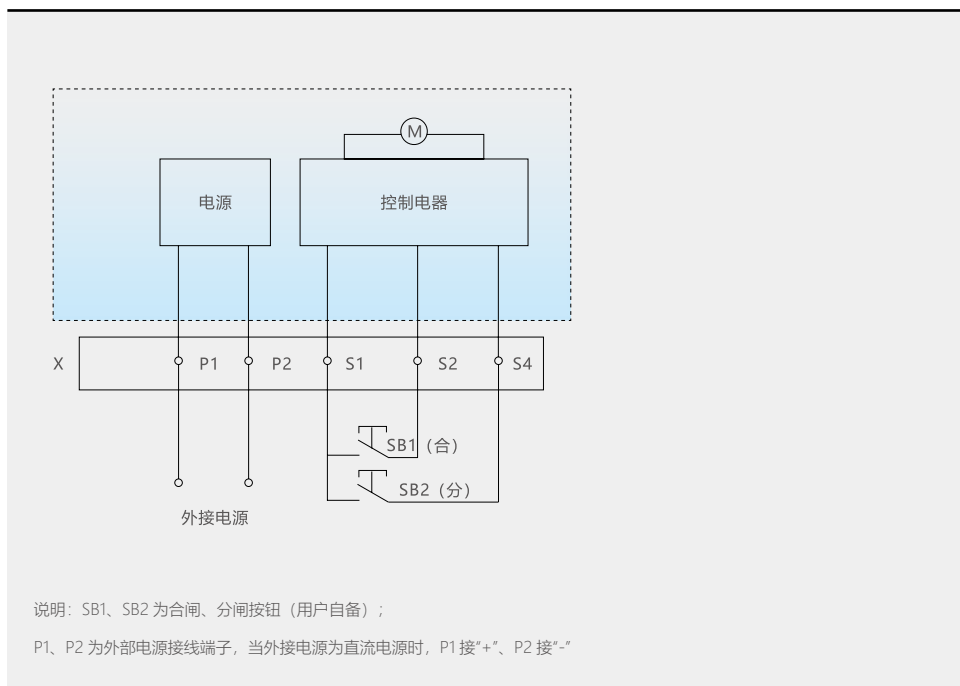 M
电源
控制电器
X P1 P2 S1 S2 S4
SB1（合）
SB2（分）
外接电源
说明：SB1、SB2 为合闸、分闸按钮（用户自备）；
P1、P2 为外部电源接线端子，当外接电源为直流电源时，P1 接“+”、P2 接“-”